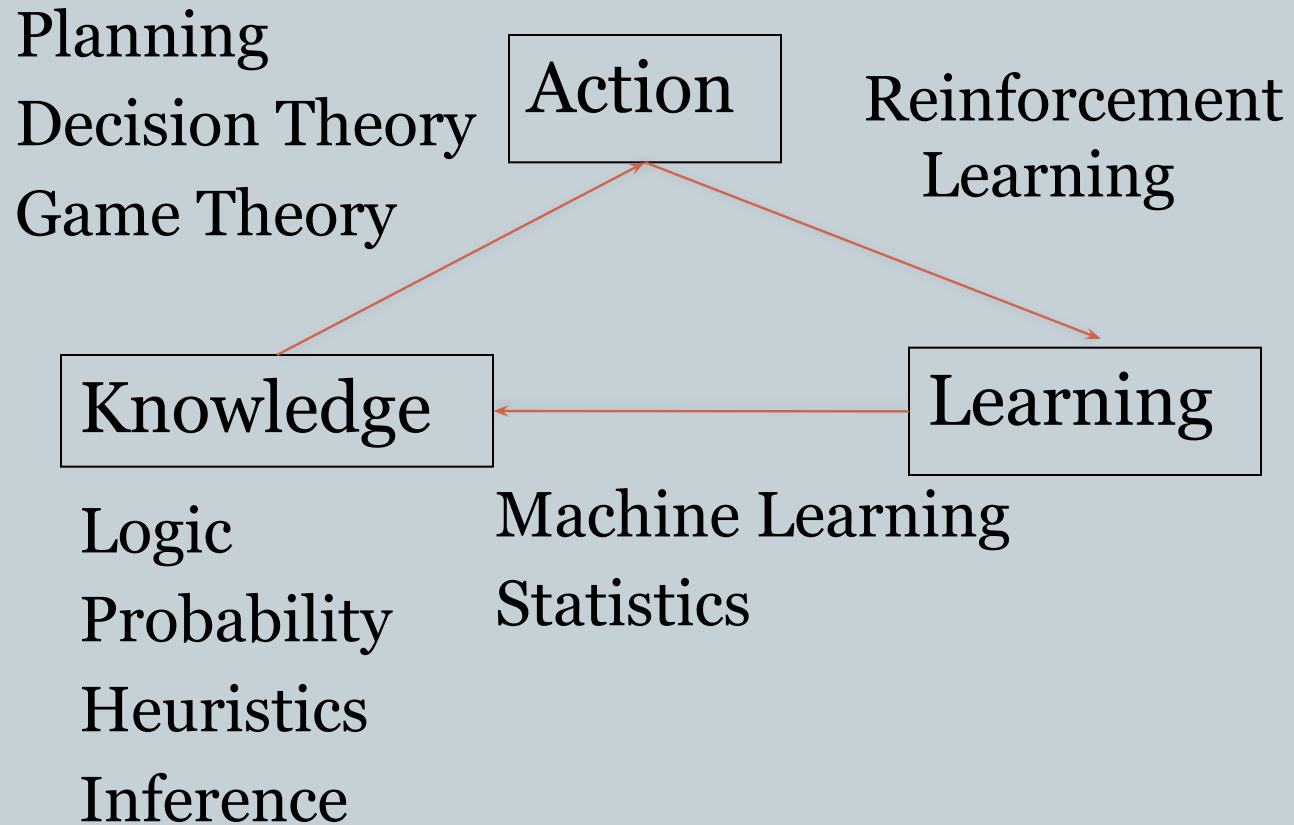 Planning
Decision Theory
Game Theory
Action
Reinforcement
Learning
Knowledge
Learning
Logic
Probability
Heuristics
Inference
Machine Learning
Statistics